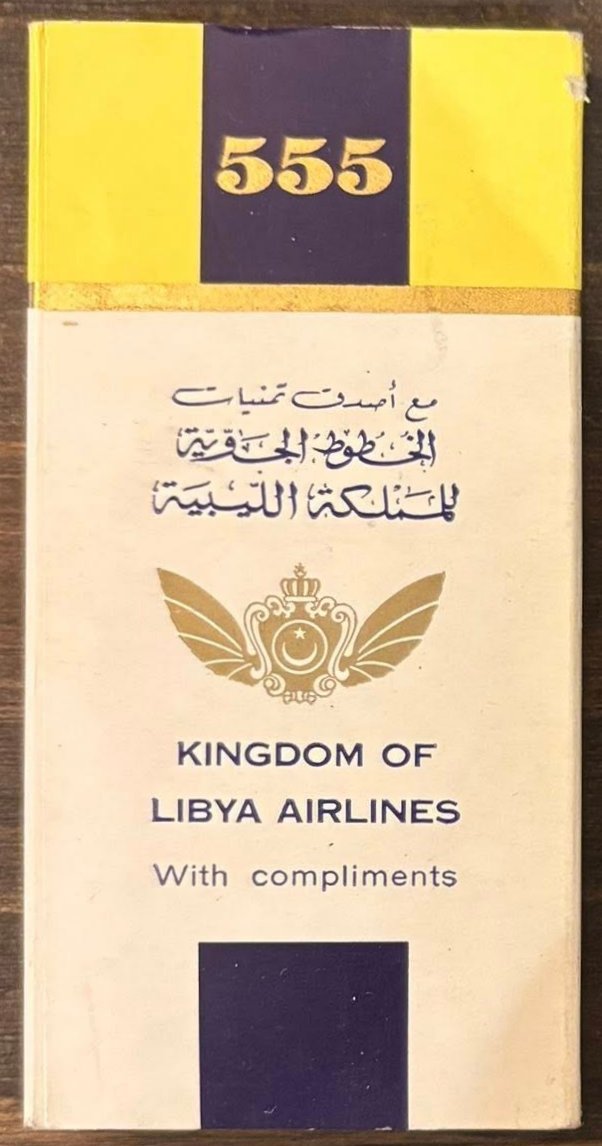 555
مع أصدق تمنيات
الخطوط الجوية
للمملكة الليبية
KINGDOM OF
LIBYA AIRLINES
With compliments